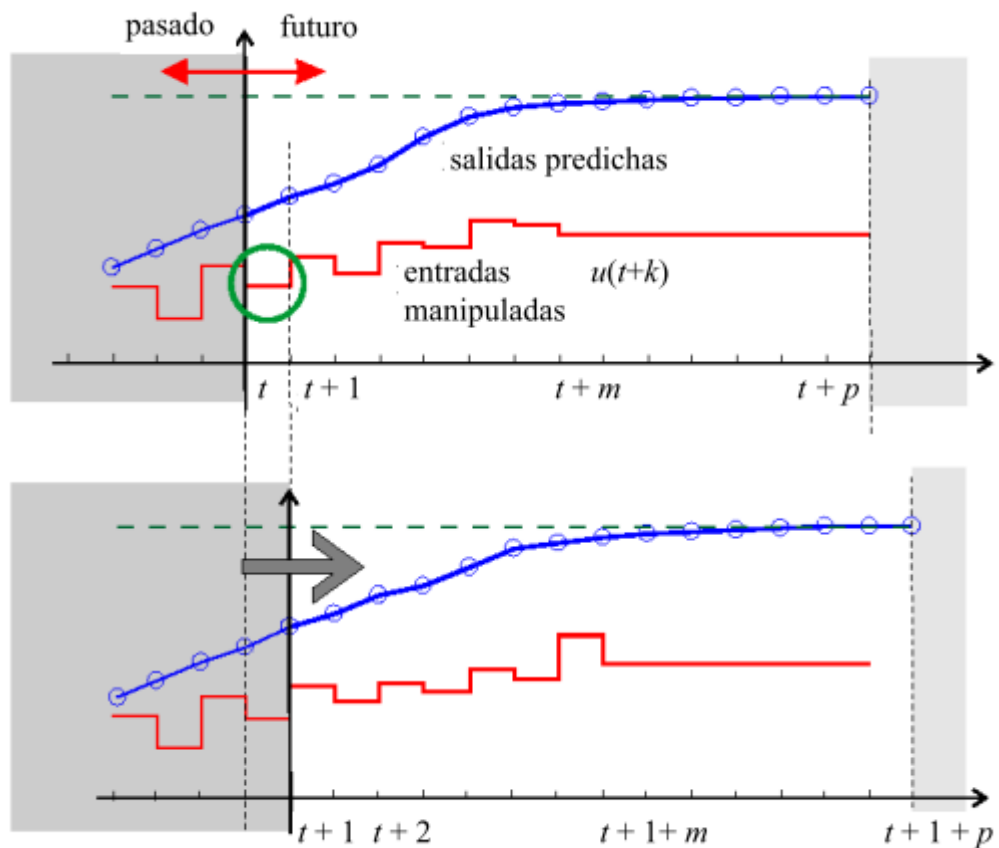 pasado futuro
salidas predichas
entradas
manipuladas
u(t+k)
t t + 1 t + m t + p
t + 1 t + 2 t + 1+ m t + 1 + p